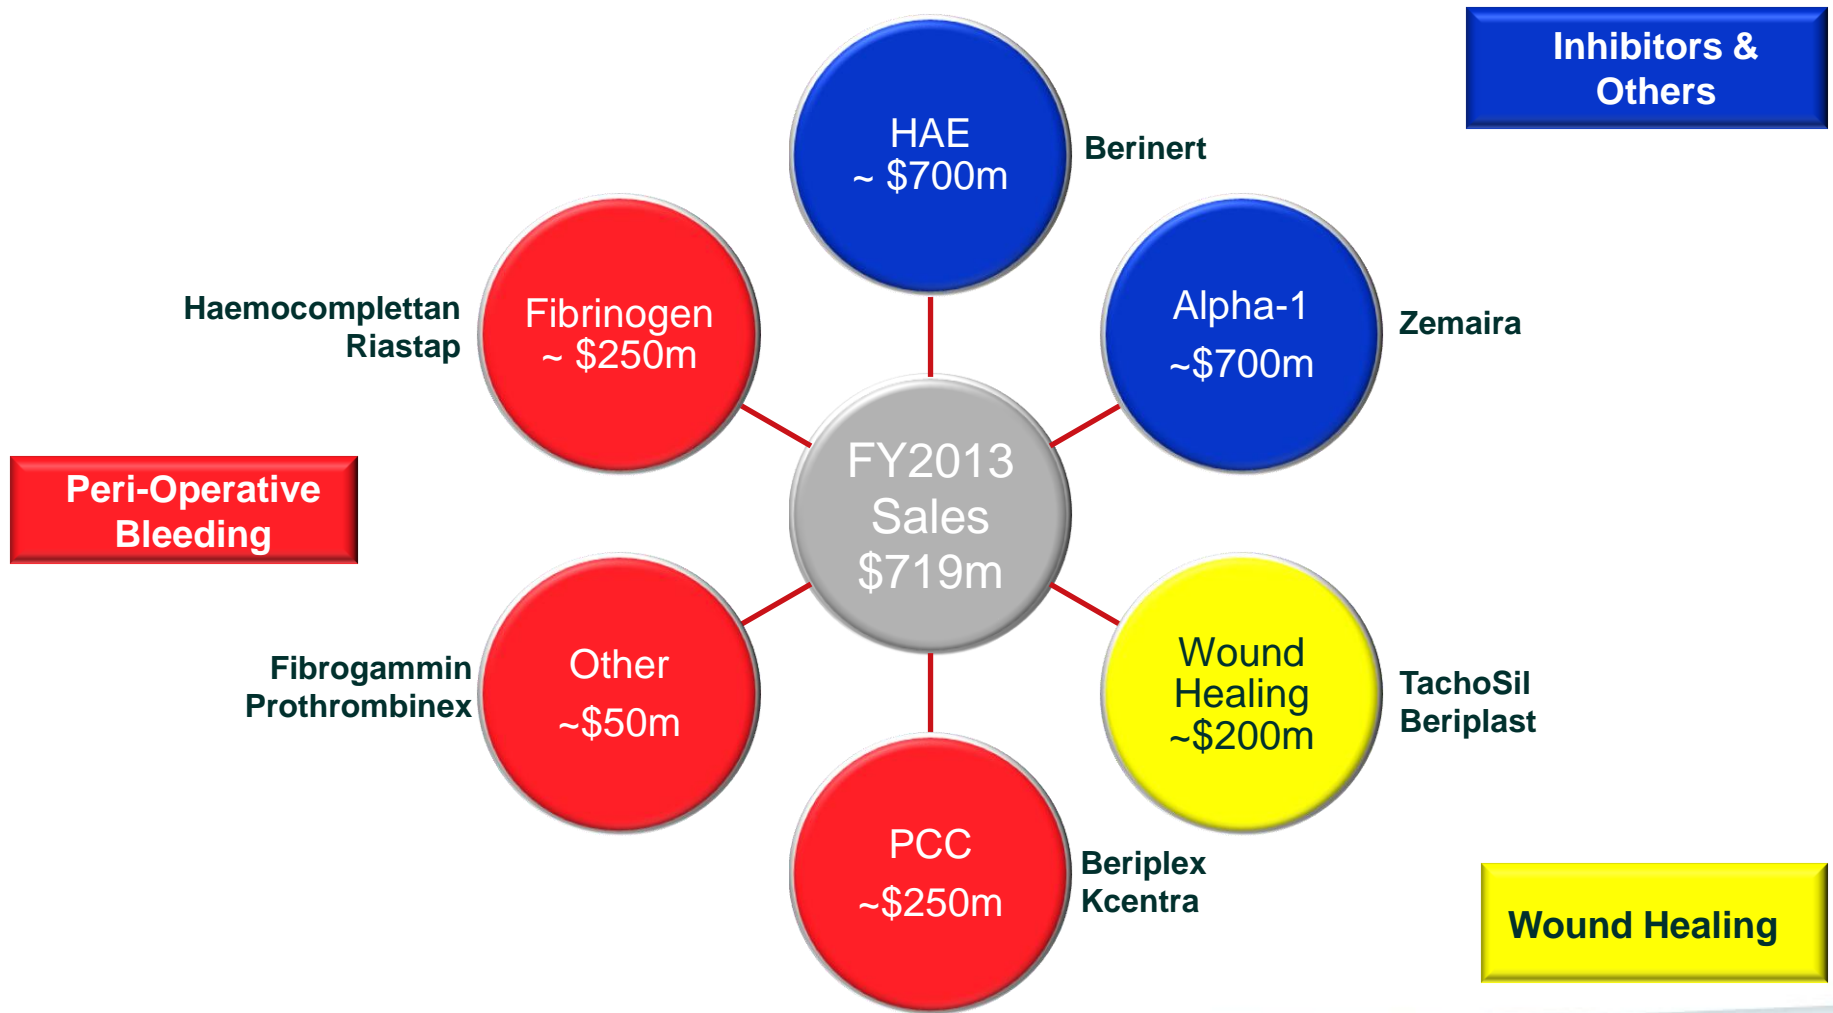 Inhibitors &
Others
HAE
~ $700m
Berinert
Fibrinogen
~ $250m
Haemocomplettan
Riastap
Alpha-1
~$700m
Zemaira
FY2013
Sales
$719m
Peri-Operative
Bleeding
Other
~$50m
Fibrogammin
Prothrombinex
Wound
Healing
~$200m
TachoSil
Beriplast
PCC
~$250m
Beriplex
Kcentra
Wound Healing